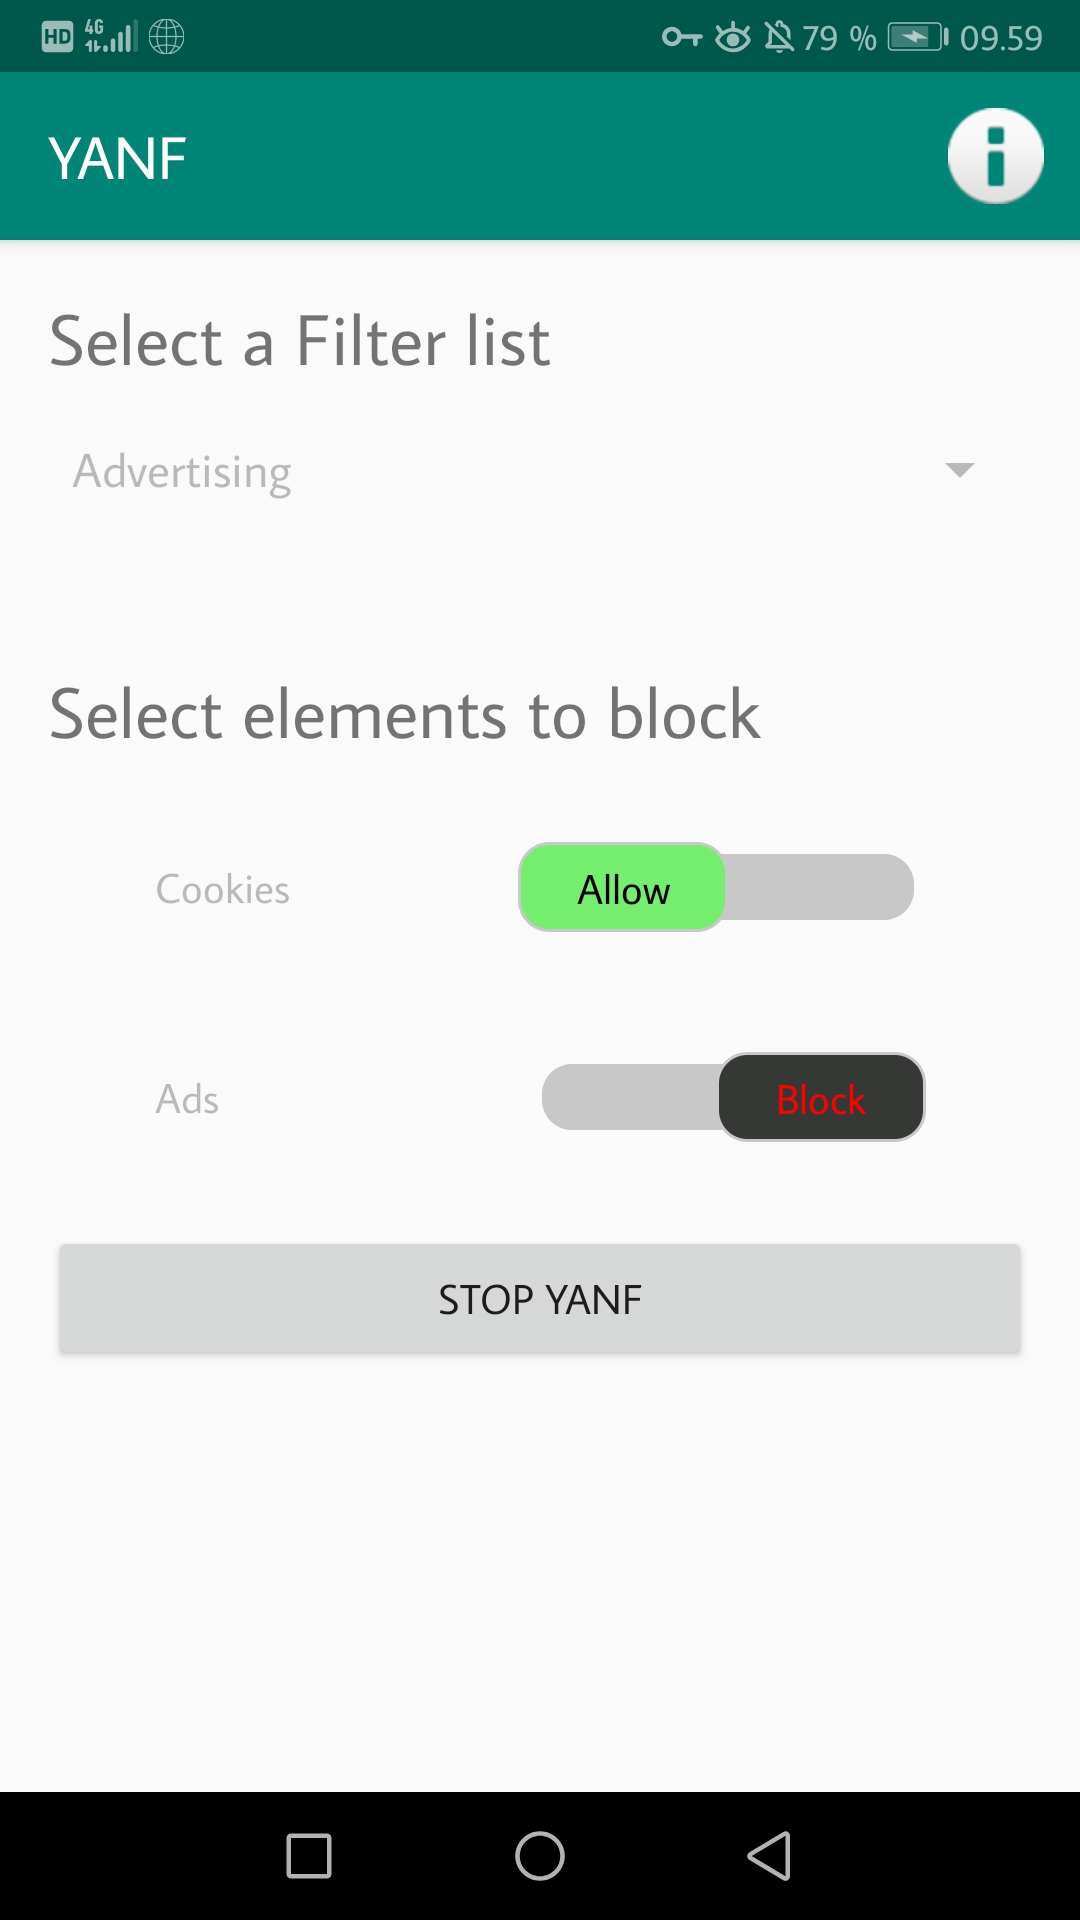 HD 4G 79 % 09.59
YANF
Select a Filter list
Advertising
Select elements to block
Cookies Allow
Ads Block
STOP YANF